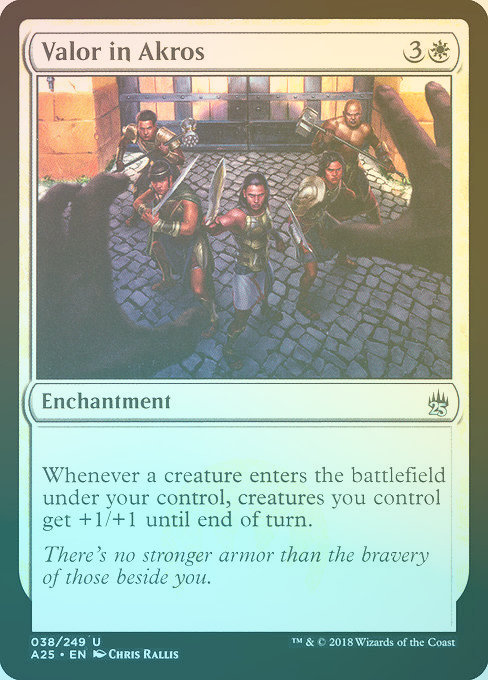 Valor in Akros 3
Enchantment
25
Whenever a creature enters the battlefield
under your control, creatures you control
get +1/+1 until end of turn.
There's no stronger armor than the bravery
of those beside you.
038/249 U
™ & © 2018 Wizards of the Coast
A25 • EN Chris Rallis